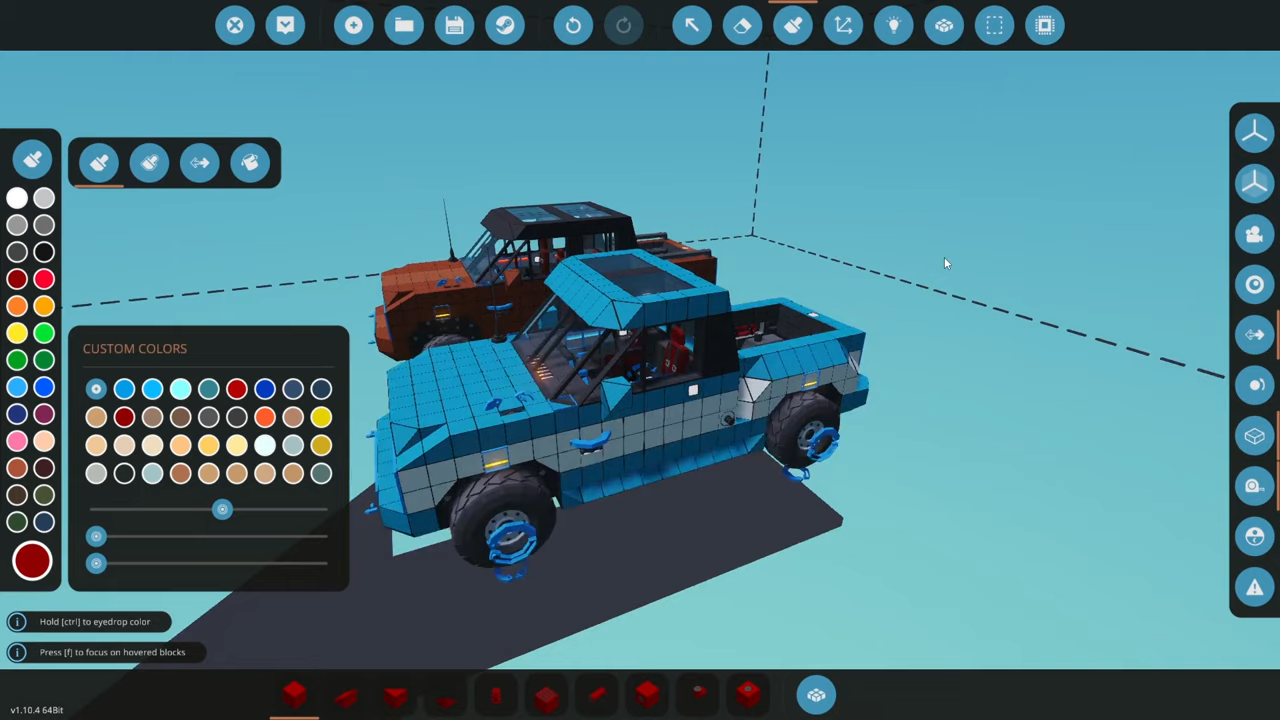 CUSTOM COLORS
Hold [ctrl] to eyedrop color
Press [f] to focus on hovered blocks
v1.10.4 64Bit